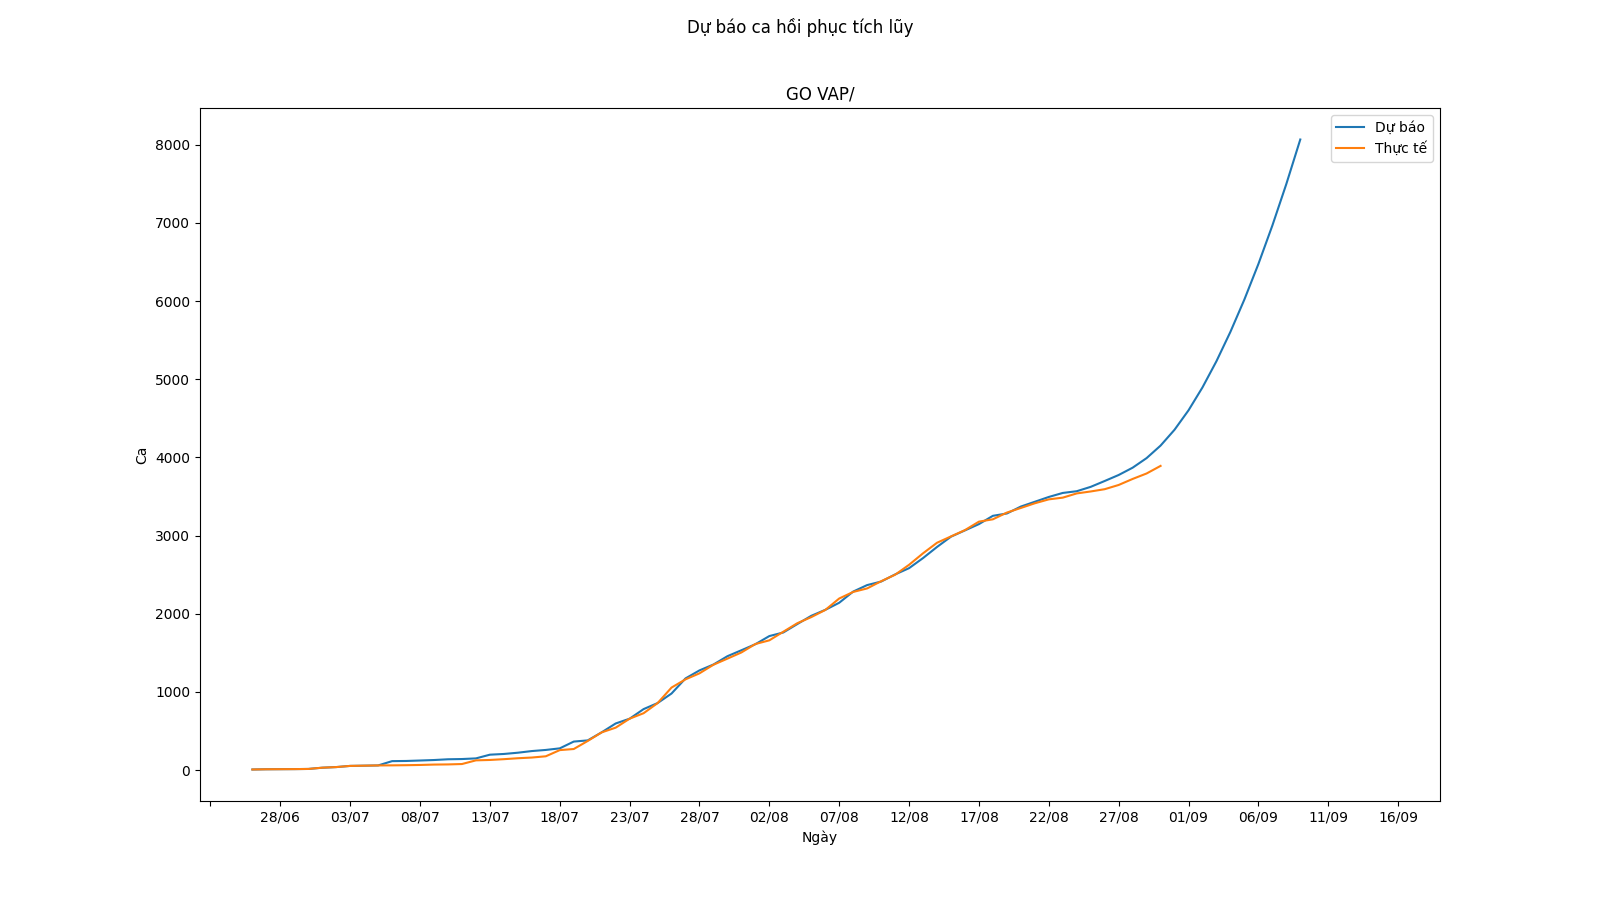 Dự báo ca hồi phục tích lũy
GO VAP/
Dự báo
Thực tế
8000
7000
6000
5000
4000
3000
2000
1000
0
Ca
28/06 03/07 08/07 13/07 18/07 23/07 28/07 02/08 07/08 12/08 17/08 22/08 27/08 01/09 06/09 11/09 16/09
Ngày